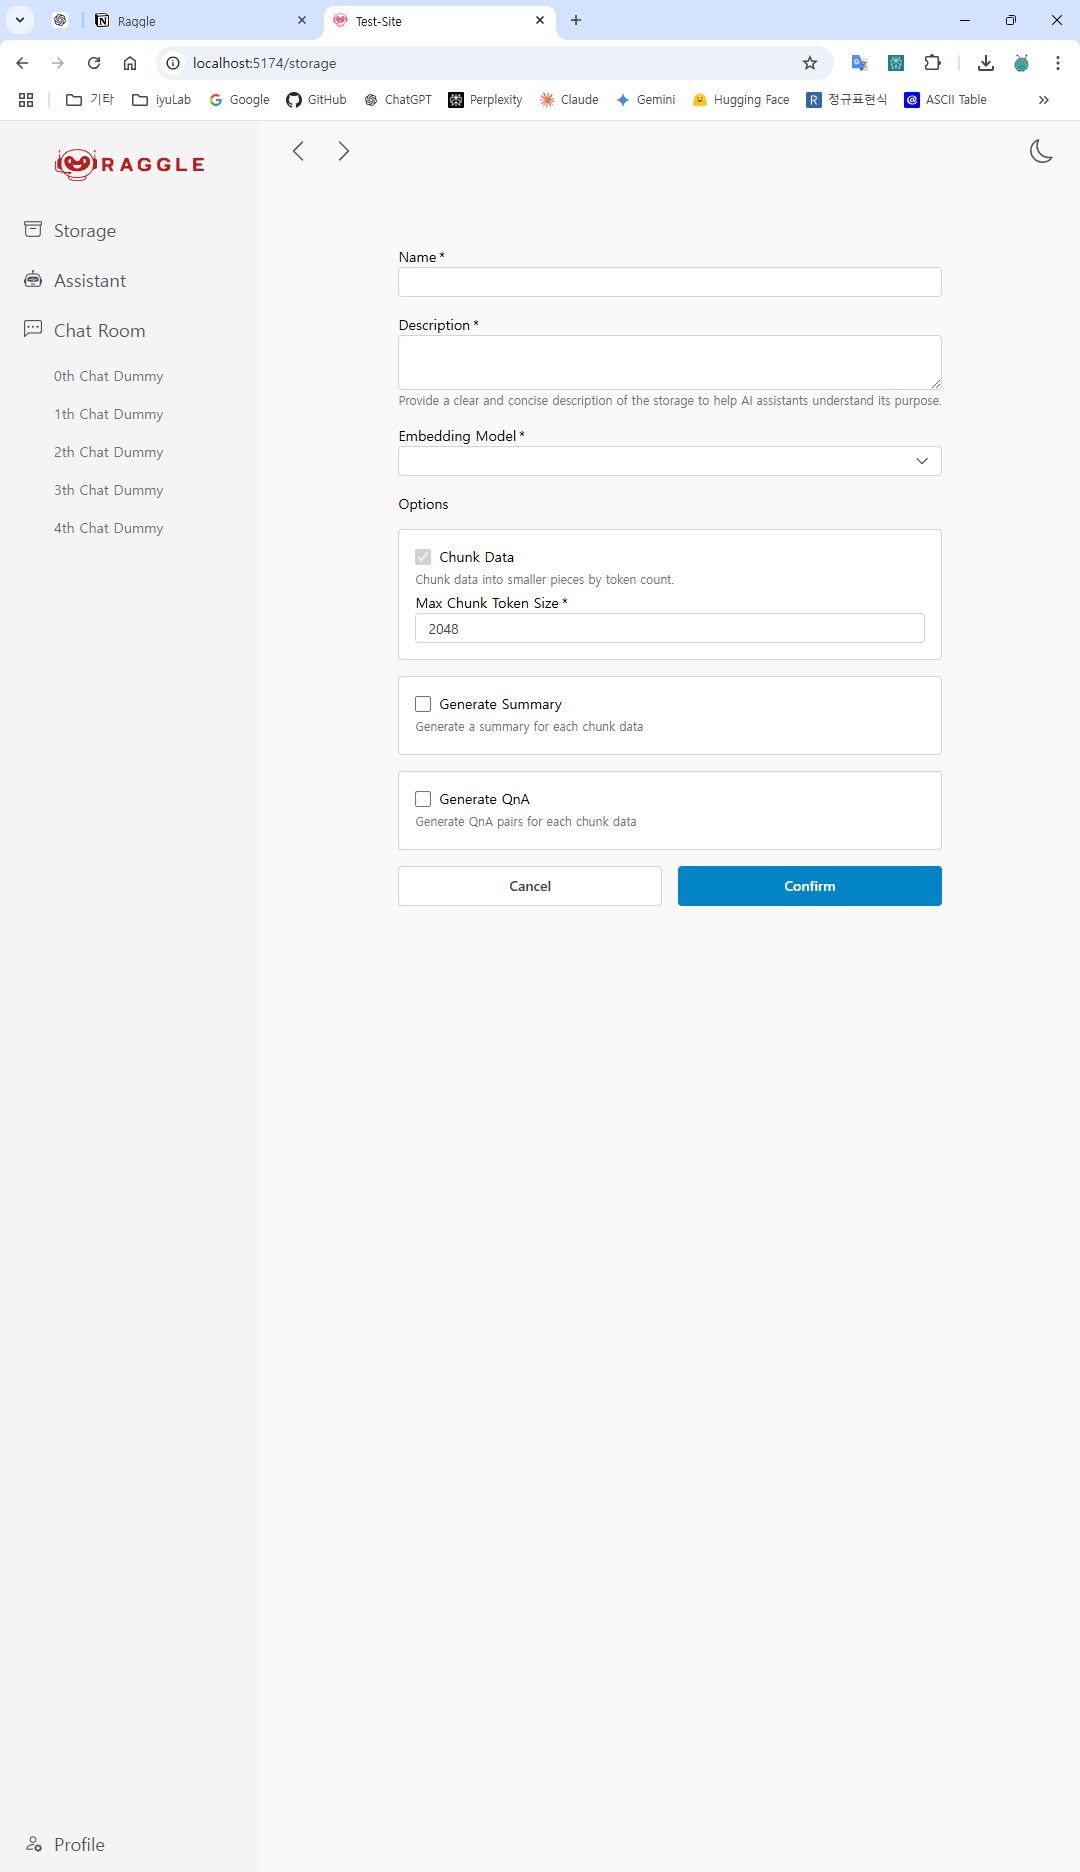 Raggle
Test-Site
localhost:5174/storage
기타
iyuLab
Google
GitHub
ChatGPT
Perplexity
Claude
Gemini
Hugging Face
R
정규표현식
@
ASCII Table
RAGGLE
Storage
Assistant
Chat Room
0th Chat Dummy
1th Chat Dummy
2th Chat Dummy
3th Chat Dummy
4th Chat Dummy
Profile
Name *
Description *
Provide a clear and concise description of the storage to help AI assistants understand its purpose.
Embedding Model *
Options
Chunk Data
Chunk data into smaller pieces by token count.
Max Chunk Token Size *
2048
Generate Summary
Generate a summary for each chunk data
Generate QnA
Generate QnA pairs for each chunk data
Cancel
Confirm